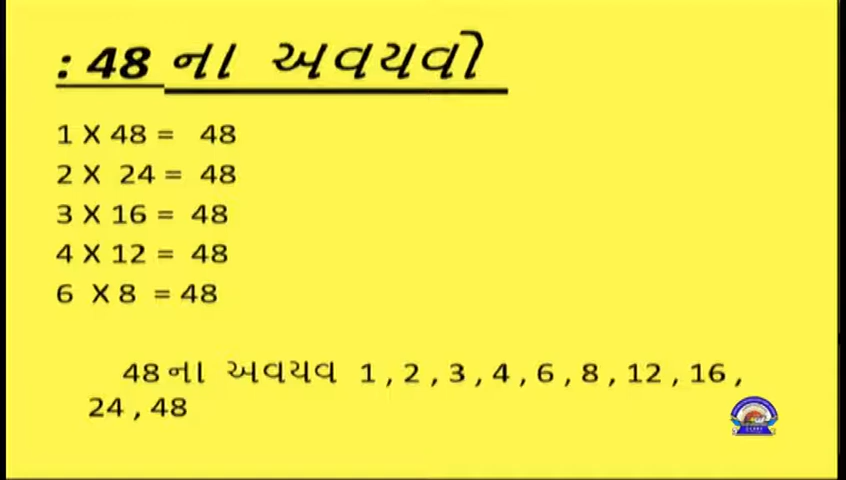 : 48 ના અવયવો
1 X 48 = 48
2 X 24 = 48
3 X 16 = 48
4 X 12 = 48
6 X 8 = 48
48 ના અવયવ 1 , 2 , 3 , 4 , 6 , 8 , 12 , 16 ,
24 , 48